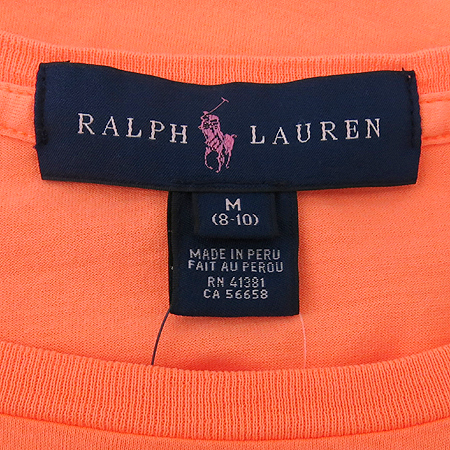 RALPH LAUREN
M
(8-10)
MADE IN PERU
FAIT AU PEROU
RN 41381
CA 56658